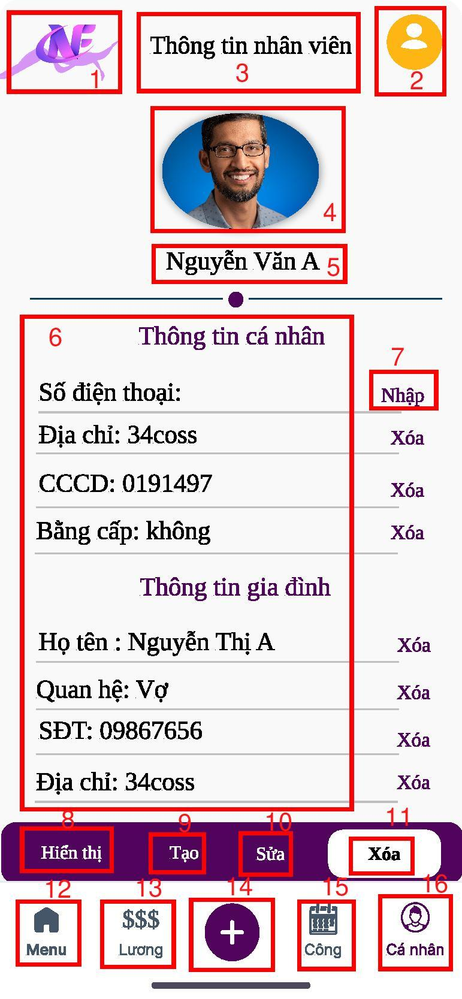 NF
1
Thông tin nhân viên
3
2
4
Nguyễn Văn A
5
6
Thông tin cá nhân
7
Số điện thoại:
Nhập
Địa chỉ: 34coss
Xóa
CCCD: 0191497
Xóa
Bằng cấp: không
Xóa
Thông tin gia đình
Họ tên : Nguyễn Thị A
Xóa
Quan hệ: Vợ
Xóa
SĐT: 09867656
Xóa
Địa chỉ: 34coss
Xóa
8
9
10
11
Hiển thị
Tạo
Sửa
Xóa
12
13
14
15
16
$$$
Menu
Lương
Công
Cá nhân